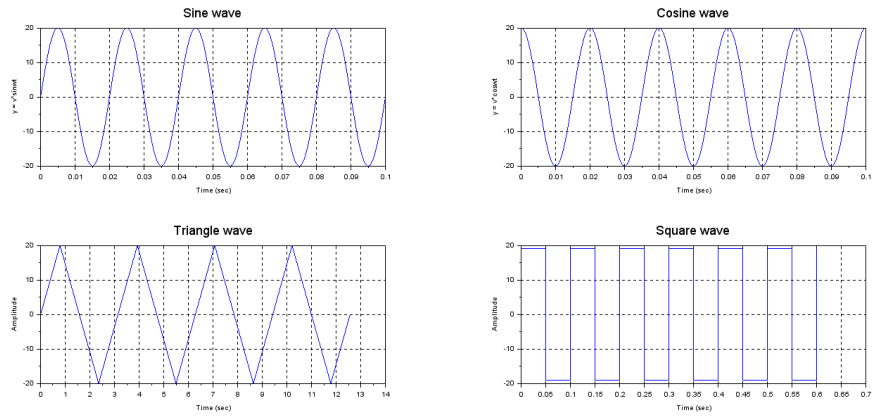 Sine wave
20
10
0
-10
-20
y = v*sinnt
0 0.01 0.02 0.03 0.04 0.05 0.06 0.07 0.08 0.09 0.1
Time (sec)
Cosine wave
20
10
0
-10
-20
y = v*coswt
0 0.01 0.02 0.03 0.04 0.05 0.06 0.07 0.08 0.09 0.1
Time (sec)
Triangle wave
20
10
0
-10
-20
Amplitude
0 1 2 3 4 5 6 7 8 9 10 11 12 13 14
Time (sec)
Square wave
20
10
0
-10
-20
Amplitude
0 0.05 0.1 0.15 0.2 0.25 0.3 0.35 0.4 0.45 0.5 0.55 0.6 0.65 0.7
Time (sec)